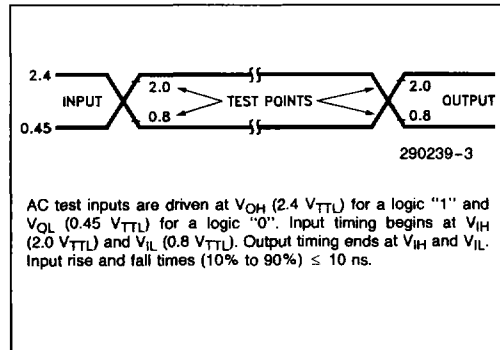 2.4
2.0
2.0
INPUT
TEST POINTS
OUTPUT
0.8
0.8
0.45
290239-3
AC test inputs are driven at VOH (2.4 VTTL) for a logic "1" and
VOL (0.45 VTTL) for a logic "0". Input timing begins at VIH
(2.0 VTTL) and VIL (0.8 VTTL). Output timing ends at VIH and VIL.
Input rise and fall times (10% to 90%) ≤ 10 ns.